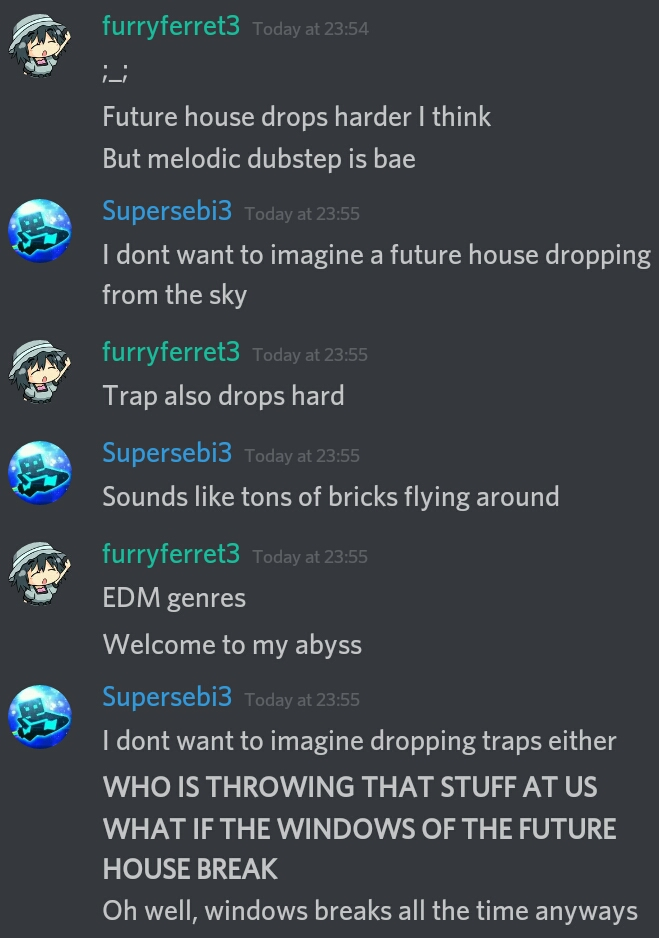 furryferret3 Today at 23:54
;_;
Future house drops harder I think
But melodic dubstep is bae
Supersebi3 Today at 23:55
I dont want to imagine a future house dropping
from the sky
furryferret3 Today at 23:55
Trap also drops hard
Supersebi3 Today at 23:55
Sounds like tons of bricks flying around
furryferret3 Today at 23:55
EDM genres
Welcome to my abyss
Supersebi3 Today at 23:55
I dont want to imagine dropping traps either
WHO IS THROWING THAT STUFF AT US
WHAT IF THE WINDOWS OF THE FUTURE
HOUSE BREAK
Oh well, windows breaks all the time anyways